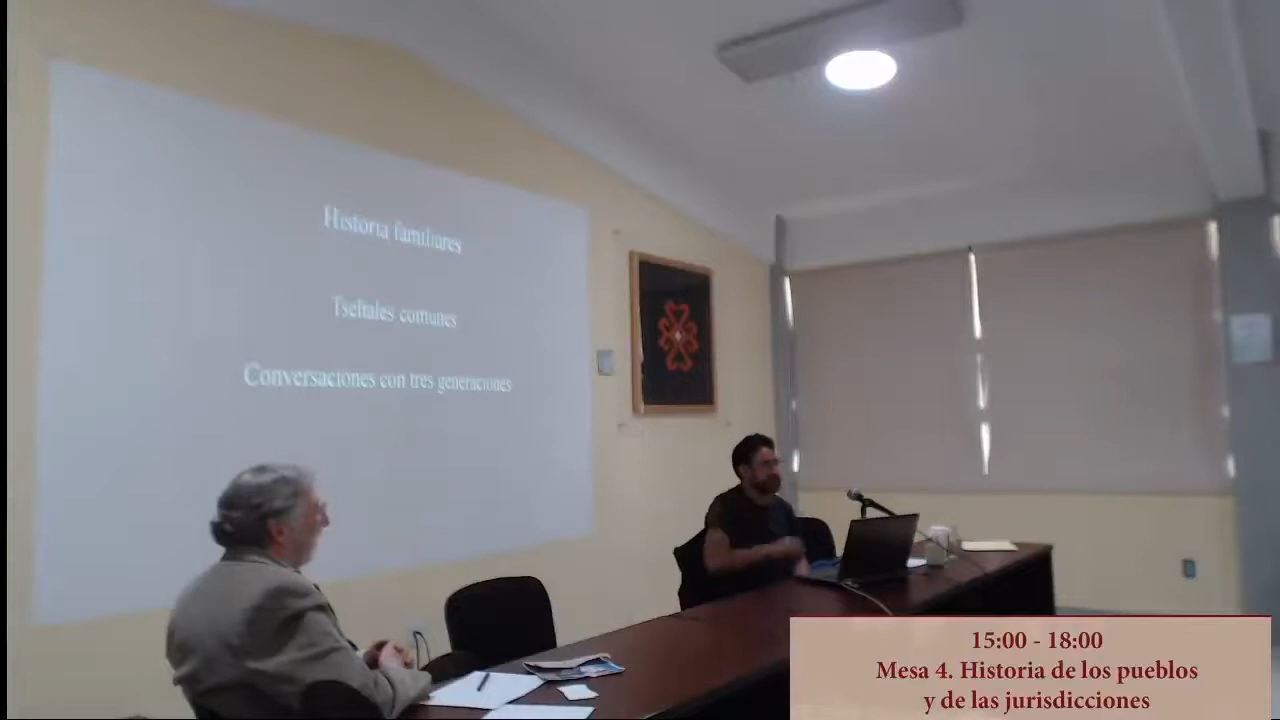 Historia familiares
Tseltales comunes
Conversaciones con tres generaciones
15:00 - 18:00
Mesa 4. Historia de los pueblos
y de las jurisdicciones